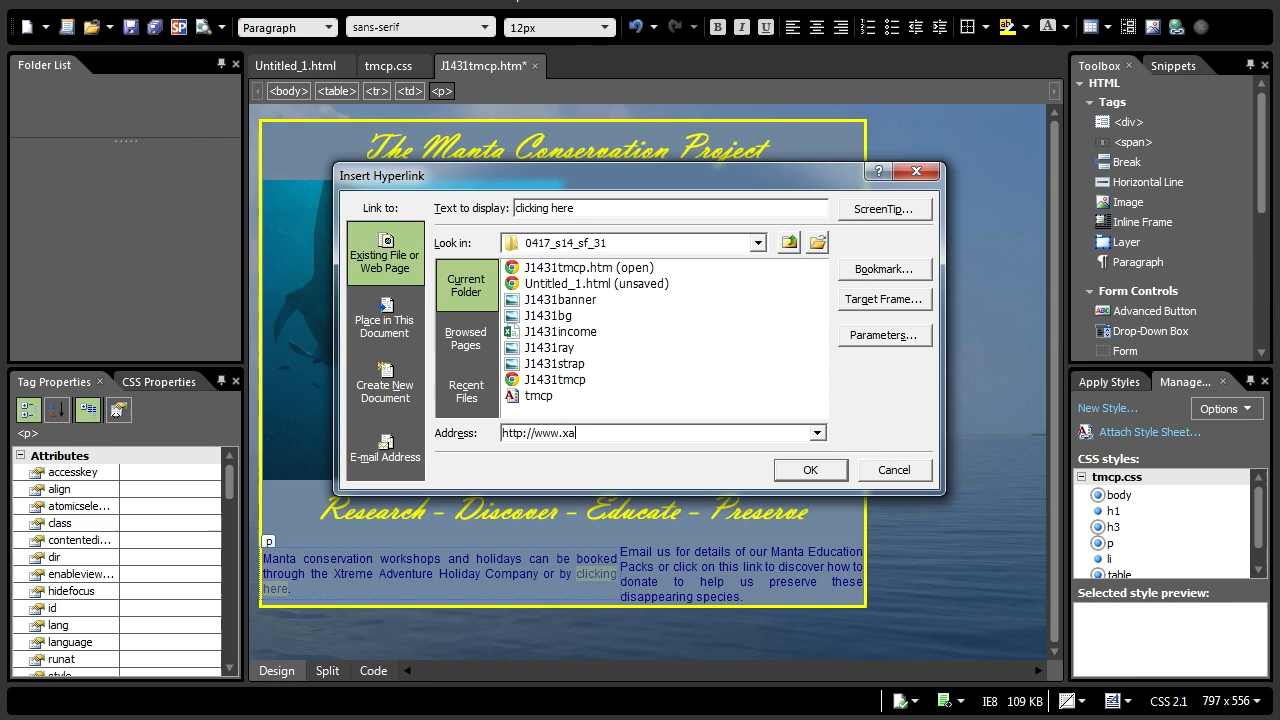 Paragraph
sans-serif
12px
B I U
A
Folder List
Untitled_1.html
tmcp.css
J1431tmcp.htm*
<body> <table> <tr> <td> <p>
The Manta Conservation Project
Insert Hyperlink
Link to:
Text to display: clicking here
ScreenTip...
Existing File or
Web Page
Look in: 0417_s14_sf_31
Place in This
Document
Create New
Document
E-mail Address
Current
Folder
Browsed
Pages
Recent
Files
J1431tmcp.htm (open)
Untitled_1.html (unsaved)
J1431banner
J1431bg
J1431income
J1431ray
J1431strap
J1431tmcp
tmcp
Bookmark...
Target Frame...
Parameters...
Address: http://www.xa
OK
Cancel
Research - Discover - Educate - Preserve
p
Manta conservation workshops and holidays can be booked
through the Xtreme Adventure Holiday Company or by clicking
here.
Email us for details of our Manta Education
Packs or click on this link to discover how to
donate to help us preserve these
disappearing species.
Design
Split
Code
Tag Properties
CSS Properties
<p>
Attributes
accesskey
align
atomicsele...
class
contentedi...
dir
enableview...
hidefocus
id
lang
language
runat
style
Toolbox
Snippets
HTML
Tags
<div>
<span>
Break
Horizontal Line
Image
Inline Frame
Layer
Paragraph
Form Controls
Advanced Button
Drop-Down Box
Form
Apply Styles
Manage...
New Style...
Options
Attach Style Sheet...
CSS styles:
tmcp.css
body
h1
h3
p
li
table
Selected style preview:
IE8
109 KB
CSS 2.1
797 x 556